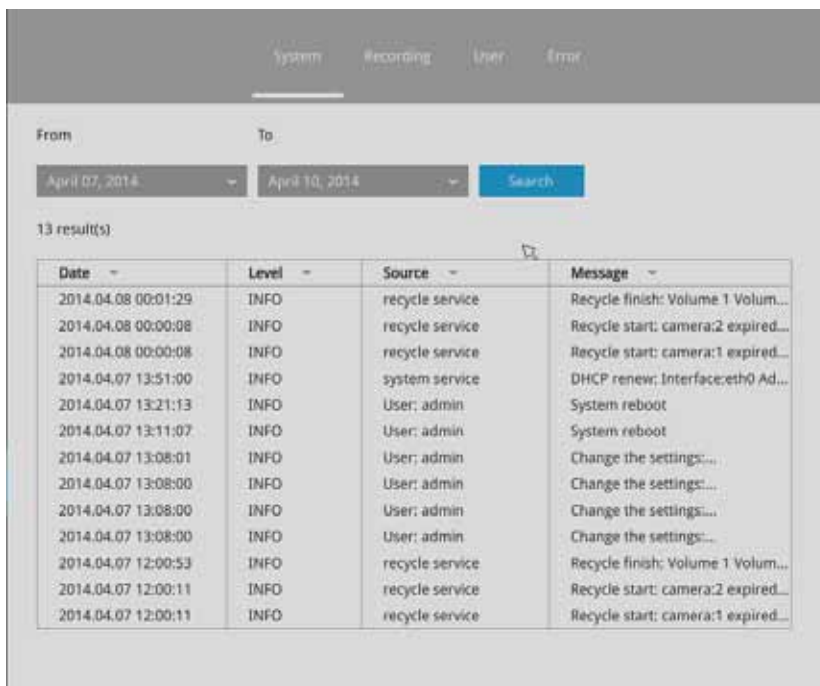 System Recording User Error
From To
April 07, 2014 April 10, 2014 Search
13 result(s)
Date Level Source Message
2014.04.08 00:01:29 INFO recycle service Recycle finish: Volume 1 Volum...
2014.04.08 00:00:08 INFO recycle service Recycle start: camera:2 expired...
2014.04.08 00:00:08 INFO recycle service Recycle start: camera:1 expired...
2014.04.07 13:51:00 INFO system service DHCP renew: Interface:eth0 Ad...
2014.04.07 13:21:13 INFO User: admin System reboot
2014.04.07 13:11:07 INFO User: admin System reboot
2014.04.07 13:08:01 INFO User: admin Change the settings:...
2014.04.07 13:08:00 INFO User: admin Change the settings:...
2014.04.07 13:08:00 INFO User: admin Change the settings:...
2014.04.07 13:08:00 INFO User: admin Change the settings:...
2014.04.07 12:00:53 INFO recycle service Recycle finish: Volume 1 Volum...
2014.04.07 12:00:11 INFO recycle service Recycle start: camera:2 expired...
2014.04.07 12:00:11 INFO recycle service Recycle start: camera:1 expired...